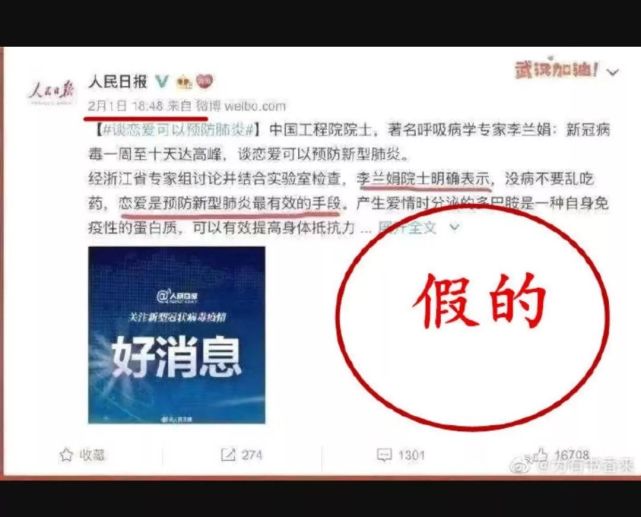 武汉加油!
人民日报
人民日报
2月1日 18:48 来自 微博 weibo.com
【#谈恋爱可以预防肺炎#】中国工程院院士，著名呼吸病学专家李兰娟：新冠病
毒一周至十天达高峰，谈恋爱可以预防新型肺炎。
经浙江省专家组讨论并结合实验室检查，李兰娟院士明确表示，没病不要乱吃
药，恋爱是预防新型肺炎最有效的手段。产生爱情时分泌的多巴胺是一种自身免
疫性的蛋白质，可以有效提高身体抵抗力 ... 展开全文
@人民日报
关注新型冠状病毒疫情
好消息
@人民日报
假的
收藏
274
1301
16798